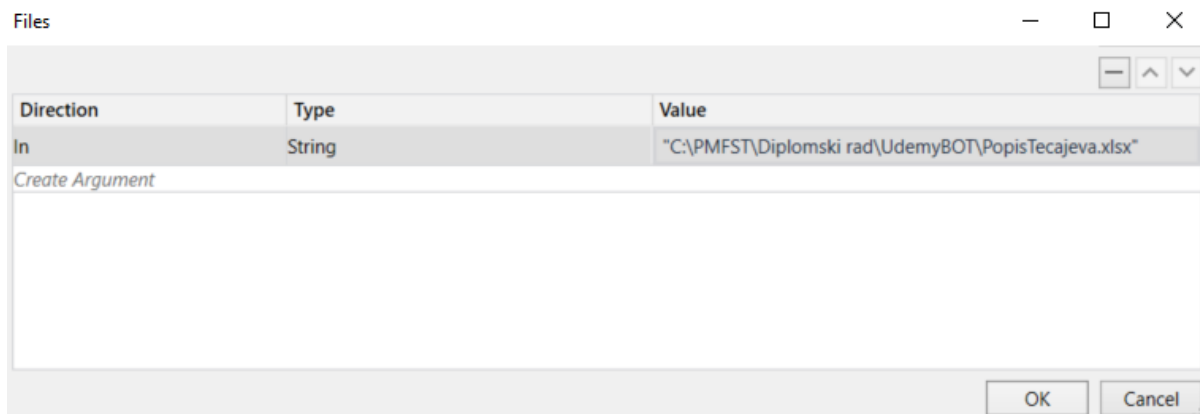 Files
Direction Type Value
In String "C:\PMFST\Diplomski rad\UdemyBOT\PopisTecajeva.xlsx"
Create Argument
OK Cancel